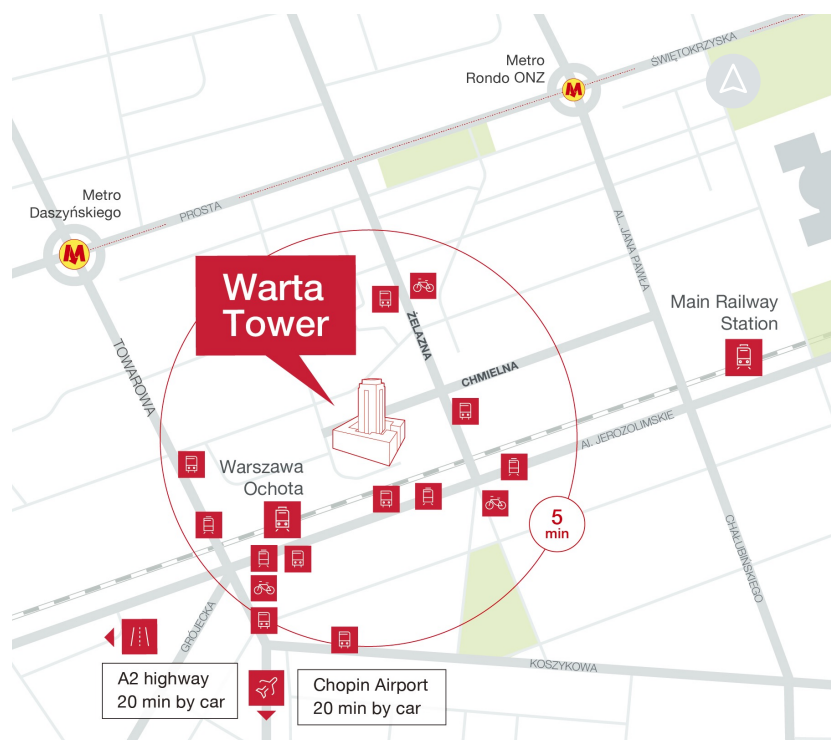 Metro
Rondo ONZ
M
ŚWIĘTOKRZYSKA
Metro
Daszyńskiego
M
PROSTA
AL. JANA PAWŁA
Warta
Tower
ŻELAZNA
Main Railway
Station
TOWAROWA
CHMIELNA
Al. JEROZOLIMSKIE
Warszawa
Ochota
5
min
CHAŁUBIŃSKIEGO
GRÓJECKA
KOSZYKOWA
A2 highway
20 min by car
Chopin Airport
20 min by car